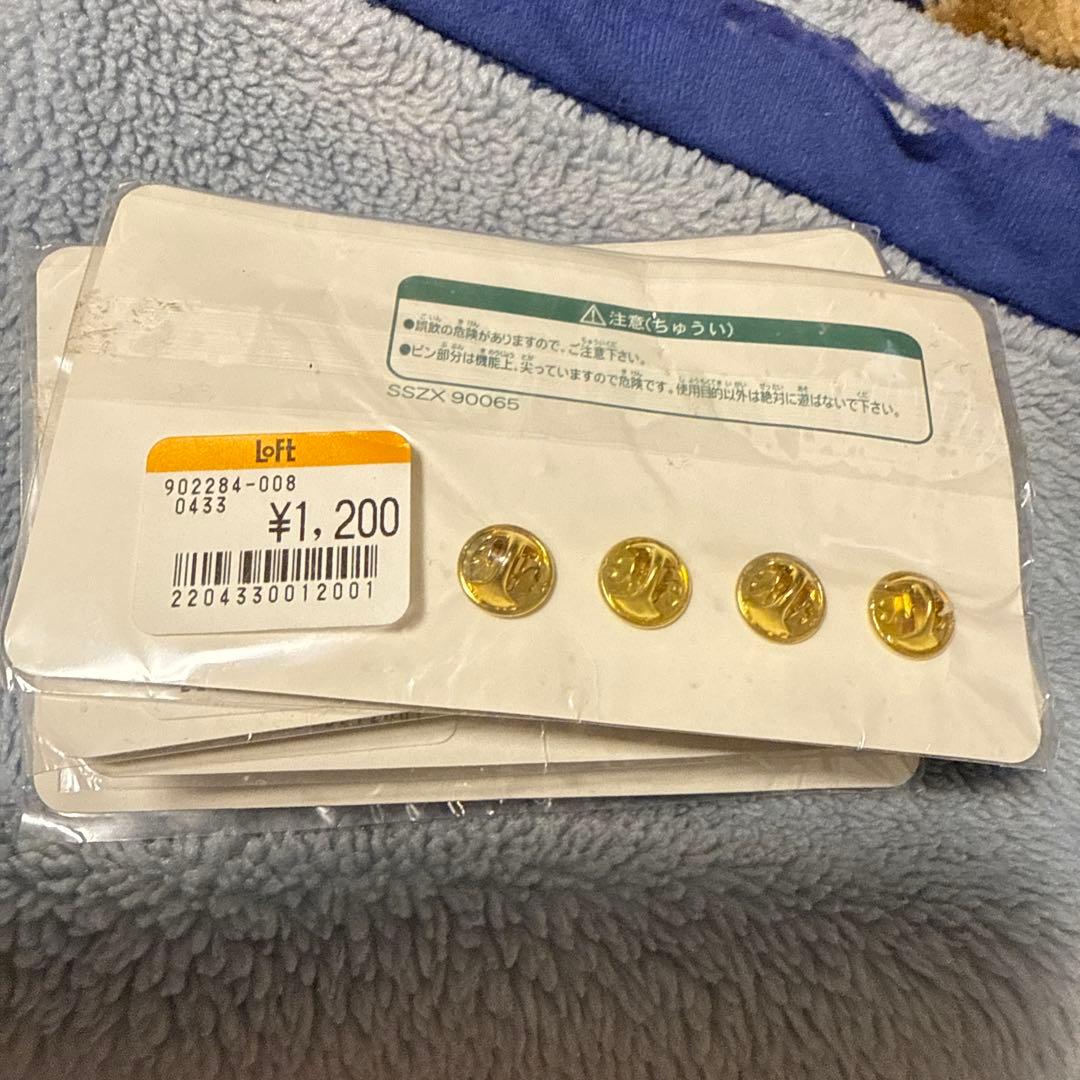 ⚠注意(ちゅうい)
●誤飲の危険がありますので、ご注意下さい。
●ピン部分は機能上、尖っていますので危険です。使用目的以外は絶対に遊ばないで下さい。
SSZX 90065
LoFt
902284-008
0433
¥1,200
2204330012001